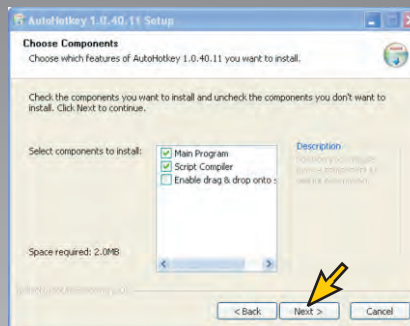 AutoHotkey 1.0.40.11 Setup
Choose Components
Choose which features of AutoHotkey 1.0.40.11 you want to install.
Check the components you want to install and uncheck the components you don't want to
install. Click Next to continue.
Select components to install:
Main Program
Script Compiler
Enable drag & drop onto s
Description
Space required: 2.0MB
< Back
Next >
Cancel